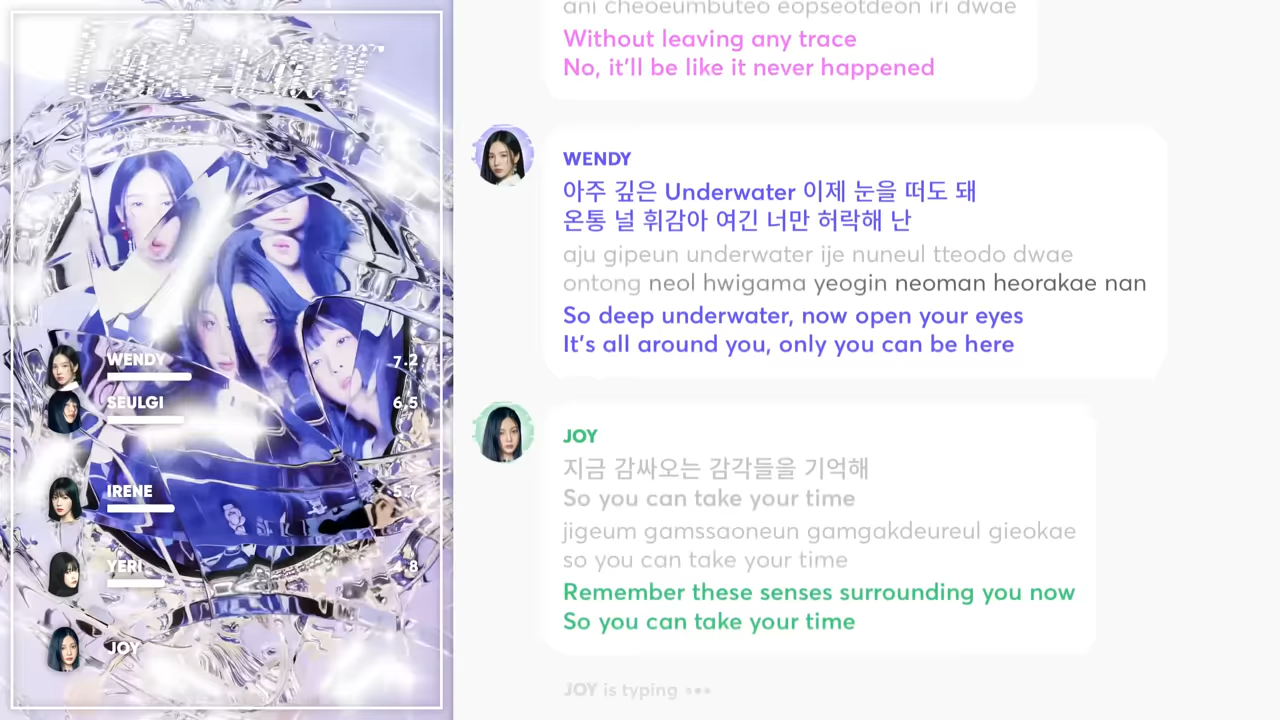 Underwater
WENDY
7.2
SEULGI
6.5
IRENE
5.7
YERI
4.8
JOY
ani cheoeumbuteo eopseotdeon iri dwae
Without leaving any trace
No, it'll be like it never happened
WENDY
아주 깊은 Underwater 이제 눈을 떠도 돼
온통 널 휘감아 여긴 너만 허락해 난
aju gipeun underwater ije nuneul tteodo dwae
ontong neol hwigama yeogin neoman heorakae nan
So deep underwater, now open your eyes
It's all around you, only you can be here
JOY
지금 감싸오는 감각들을 기억해
So you can take your time
jigeum gamssaoneun gamgakdeureul gieokae
so you can take your time
Remember these senses surrounding you now
So you can take your time
JOY is typing •••